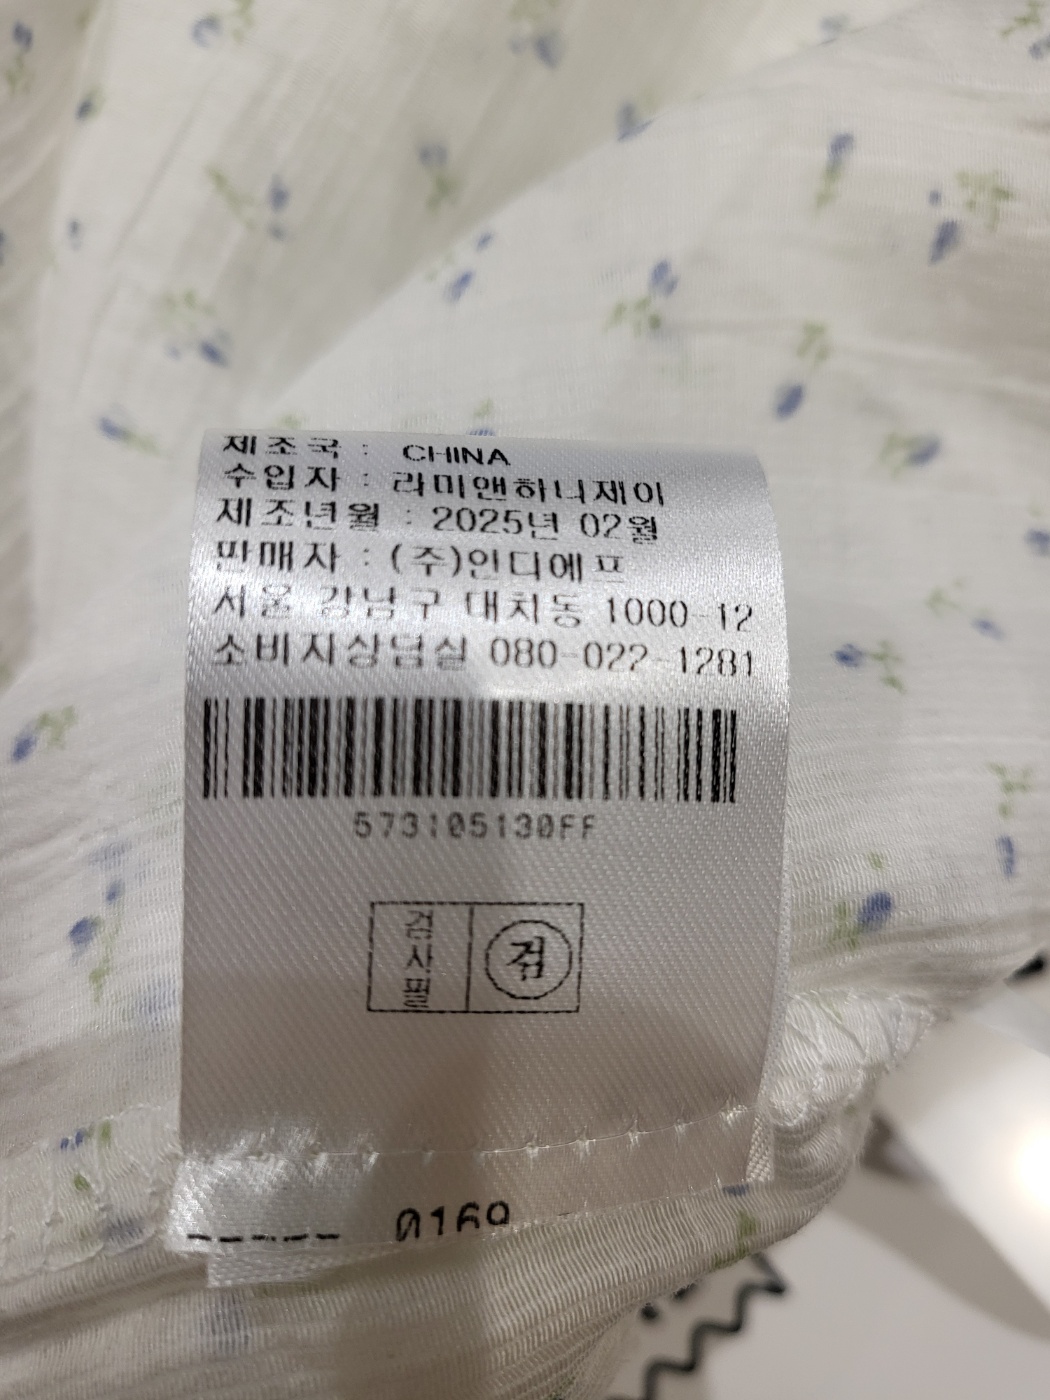 제조국 : CHINA
수입자 : 라미앤하니제이
제조년월 : 2025년 02월
판매자 : (주)인디에프
서울 강남구 대치동 1000-12
소비자상담실 080-022-1281
573105130FF
검사필 검
0169